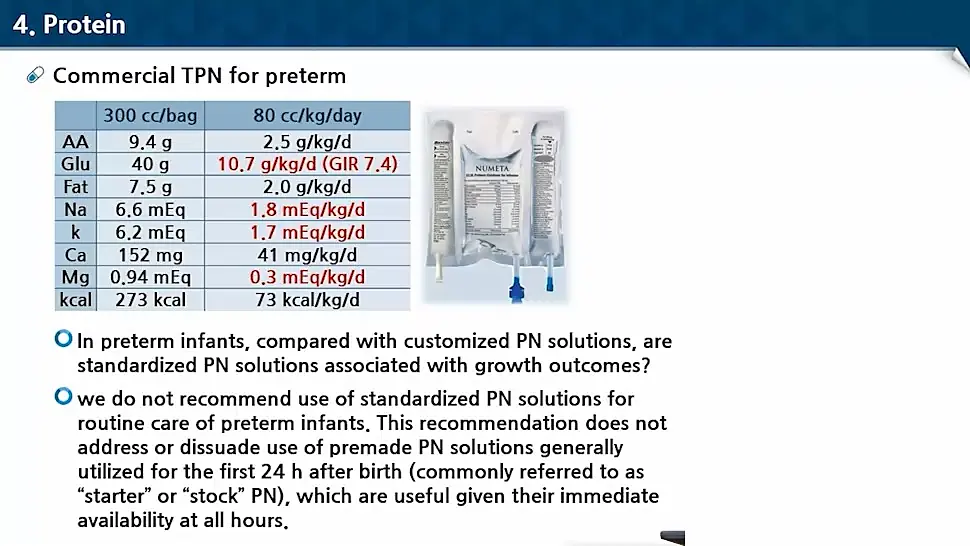 4. Protein
Commercial TPN for preterm
300 cc/bag 80 cc/kg/day
AA 9.4 g 2.5 g/kg/d
Glu 40 g 10.7 g/kg/d (GIR 7.4)
Fat 7.5 g 2.0 g/kg/d
Na 6.6 mEq 1.8 mEq/kg/d
k 6.2 mEq 1.7 mEq/kg/d
Ca 152 mg 41 mg/kg/d
Mg 0.94 mEq 0.3 mEq/kg/d
kcal 273 kcal 73 kcal/kg/d
NUMETA
In preterm infants, compared with customized PN solutions, are
standardized PN solutions associated with growth outcomes?
we do not recommend use of standardized PN solutions for
routine care of preterm infants. This recommendation does not
address or dissuade use of premade PN solutions generally
utilized for the first 24 h after birth (commonly referred to as
“starter” or “stock” PN), which are useful given their immediate
availability at all hours.